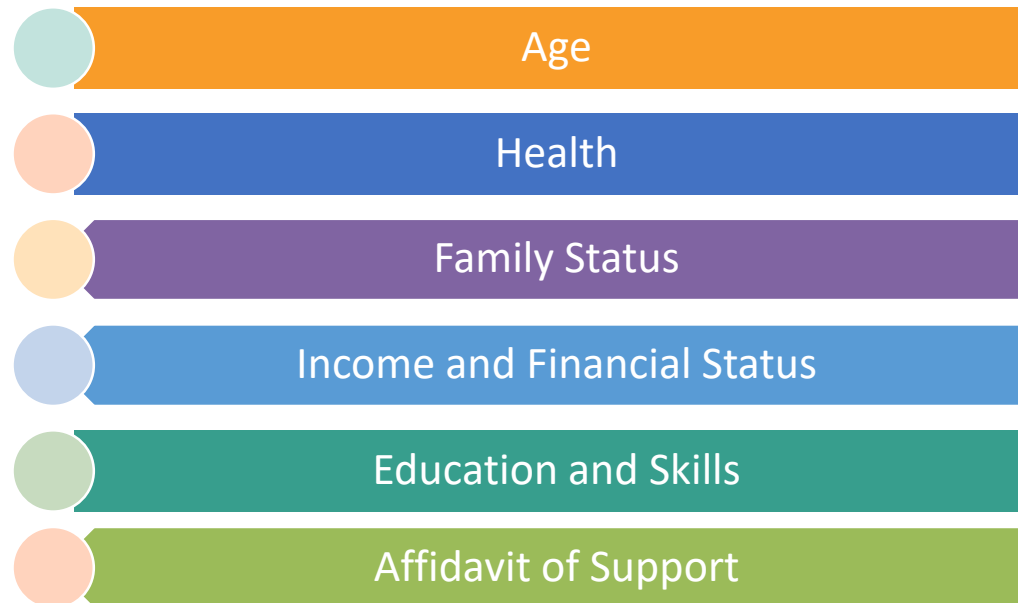 Age
Health
Family Status
Income and Financial Status
Education and Skills
Affidavit of Support